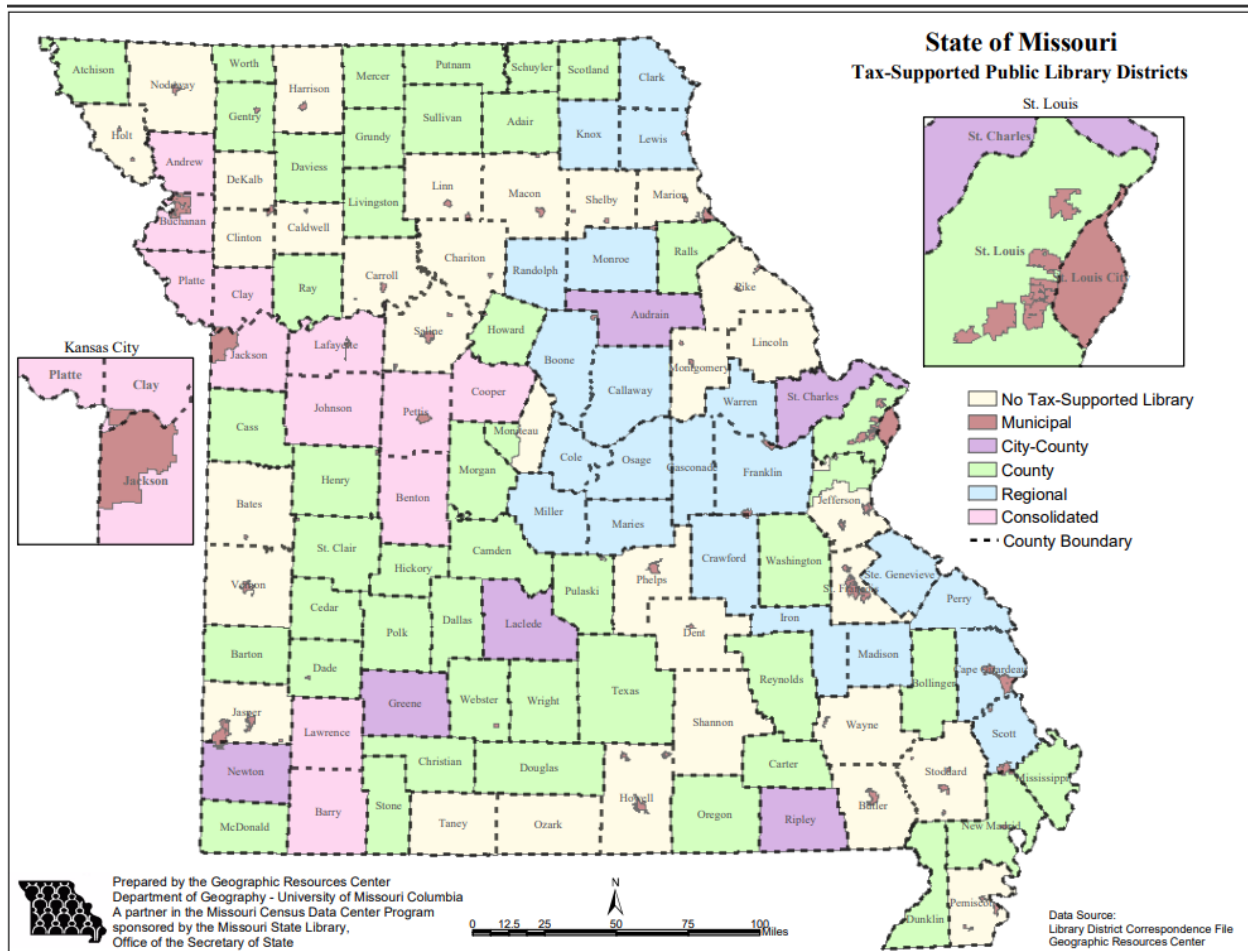 State of Missouri
Tax-Supported Public Library Districts
St. Louis
St. Charles
St. Louis
St. Louis City
Kansas City
Platte
Clay
Jackson
No Tax-Supported Library
Municipal
City-County
County
Regional
Consolidated
County Boundary
Atchison
Nodaway
Worth
Harrison
Mercer
Putnam
Schuyler
Scotland
Clark
Holt
Gentry
Grundy
Sullivan
Adair
Knox
Lewis
Andrew
DeKalb
Daviess
Livingston
Linn
Macon
Shelby
Marion
Buchanan
Clinton
Caldwell
Carroll
Chariton
Randolph
Monroe
Ralls
Pike
Platte
Clay
Ray
Saline
Howard
Audrain
Lincoln
Jackson
Lafayette
Boone
Callaway
Montgomery
Warren
St. Charles
Cass
Johnson
Pettis
Cooper
Moniteau
Cole
Osage
Gasconade
Franklin
Jefferson
Bates
Henry
Benton
Morgan
Miller
Maries
Vernon
St. Clair
Hickory
Camden
Pulaski
Phelps
Crawford
Washington
St. Francois
Ste. Genevieve
Perry
Cedar
Polk
Dallas
Laclede
Dent
Iron
Madison
Bollinger
Cape Girardeau
Barton
Dade
Greene
Webster
Wright
Texas
Reynolds
Shannon
Wayne
Scott
Jasper
Lawrence
Christian
Douglas
Howell
Carter
Stoddard
Mississippi
Newton
Barry
Stone
Taney
Ozark
Oregon
Ripley
Butler
New Madrid
McDonald
Dunklin
Pemiscot
Prepared by the Geographic Resources Center
Department of Geography - University of Missouri Columbia
A partner in the Missouri Census Data Center Program
sponsored by the Missouri State Library,
Office of the Secretary of State
N
0 12.5 25 50 75 100
Miles
Data Source:
Library District Correspondence File
Geographic Resources Center